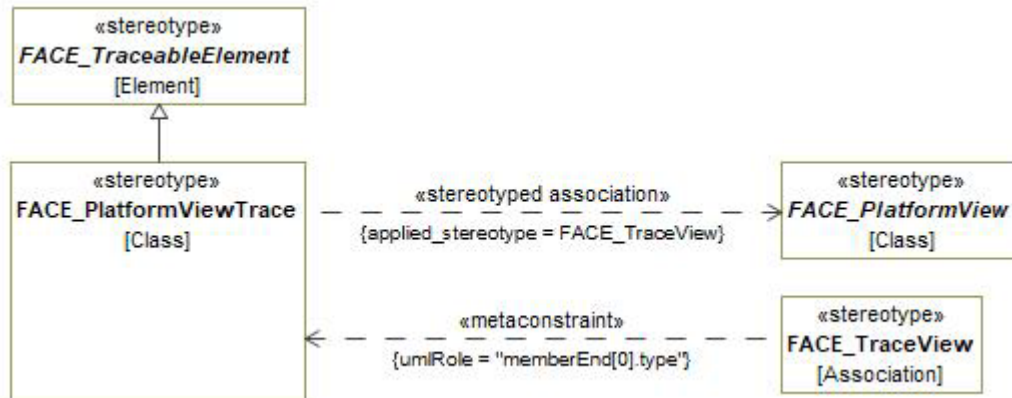 «stereotype»
FACE_TraceableElement
[Element]
«stereotype»
FACE_PlatformViewTrace
[Class]
«stereotyped association»
{applied_stereotype = FACE_TraceView}
«stereotype»
FACE_PlatformView
[Class]
«metaconstraint»
{umlRole = "memberEnd[0].type"}
«stereotype»
FACE_TraceView
[Association]